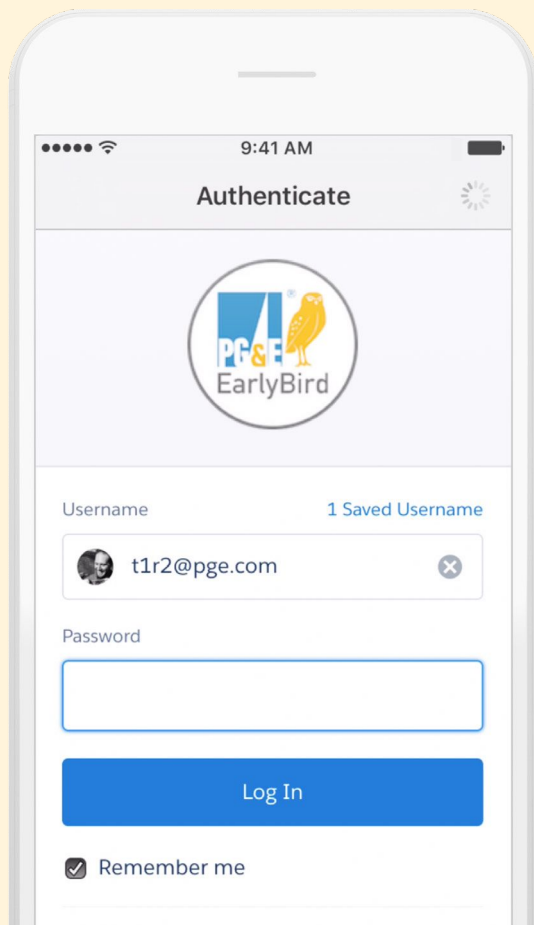 9:41 AM
Authenticate
®
PG&E
EarlyBird
Username 1 Saved Username
t1r2@pge.com
Password
Log In
Remember me